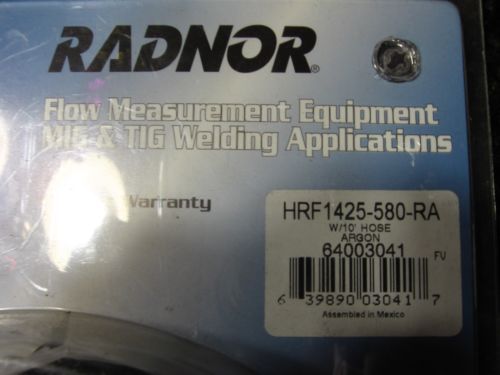 RADNOR®
Flow Measurement Equipment
MIG & TIG Welding Applications
Warranty
HRF1425-580-RA
W/10' HOSE
ARGON
64003041
FV
6 39890 03041 7
Assembled in Mexico